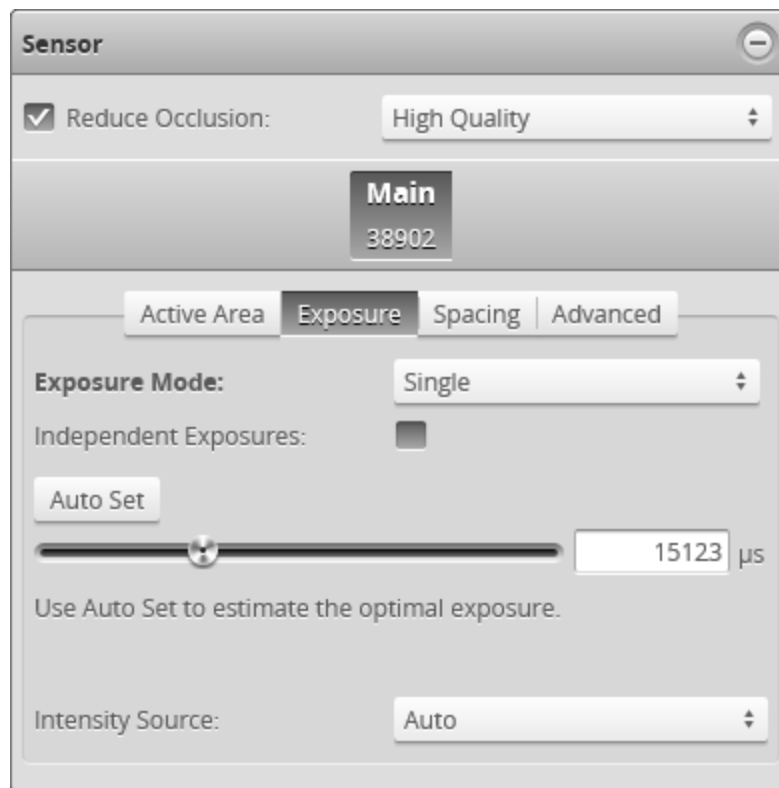 Sensor
Reduce Occlusion: High Quality
Main
38902
Active Area Exposure Spacing Advanced
Exposure Mode: Single
Independent Exposures:
Auto Set
15123 µs
Use Auto Set to estimate the optimal exposure.
Intensity Source: Auto